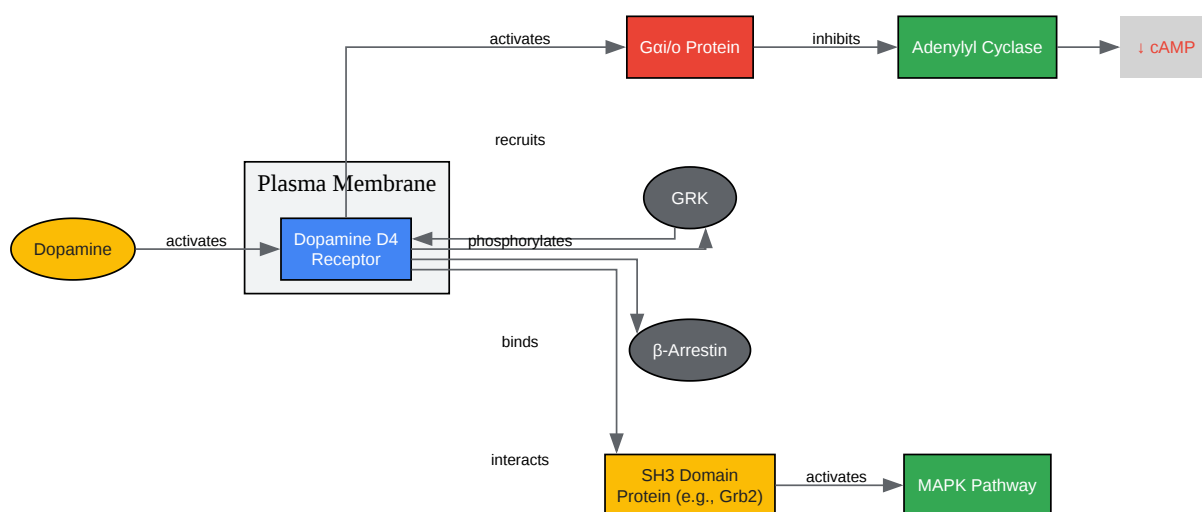 activates
Gαi/o Protein
inhibits
Adenylyl Cyclase
↓ cAMP
recruits
Plasma Membrane
GRK
Dopamine
activates
Dopamine D4
Receptor
phosphorylates
binds
β-Arrestin
interacts
SH3 Domain
Protein (e.g., Grb2)
activates
MAPK Pathway